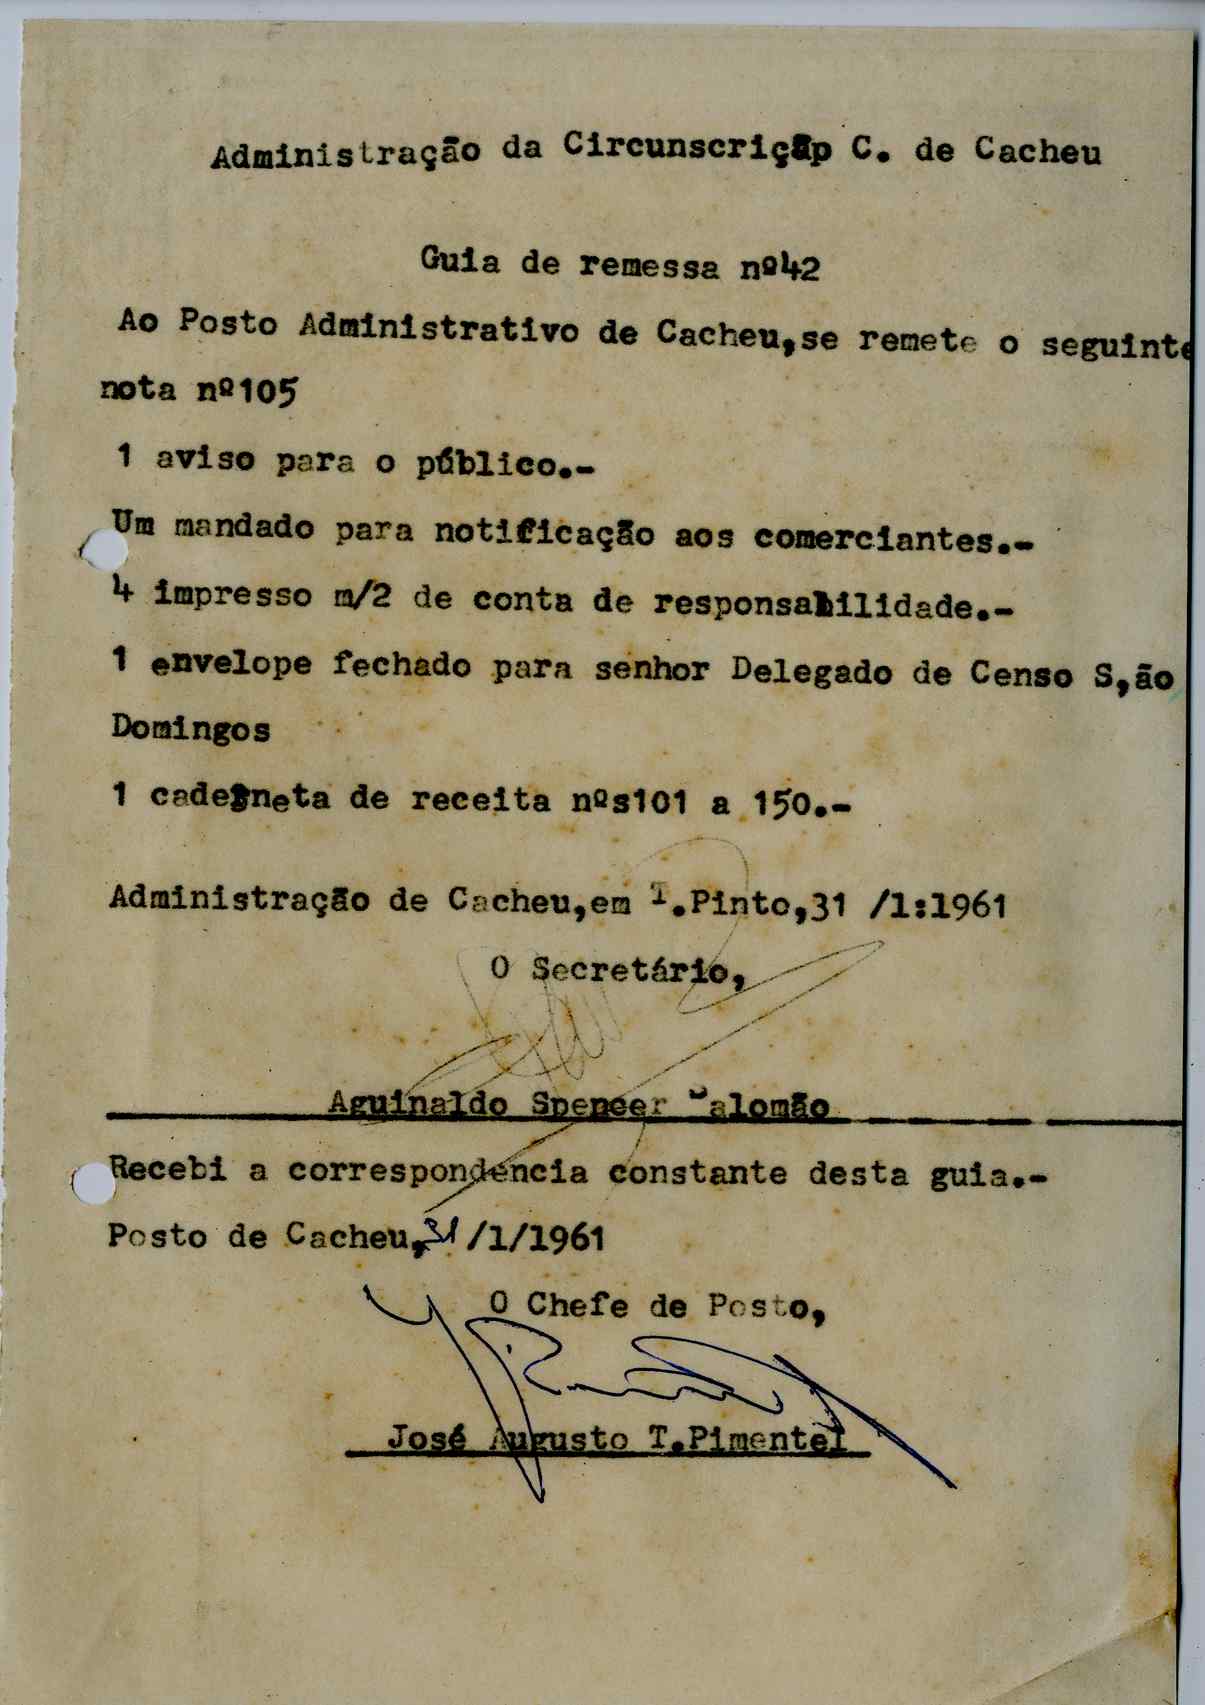 Administração da Circunscriçãp C. de Cacheu
Guia de remessa nº42
Ao Posto Administrativo de Cacheu,se remete o seguinte
nota nº105
1 aviso para o público.-
Um mandado para notificação aos comerciantes.-
4 impresso m/2 de conta de responsabilidade.-
1 envelope fechado para senhor Delegado de Censo S,ão
Domingos
1 caderneta de receita nºs101 a 150.-
Administração de Cacheu,em T.Pinto,31 /1:1961
O Secretário,
Aguinaldo Spencer Salomão
Recebi a correspondencia constante desta guia.-
Posto de Cacheu,31/1/1961
O Chefe de Posto,
José Augusto T.Pimentel